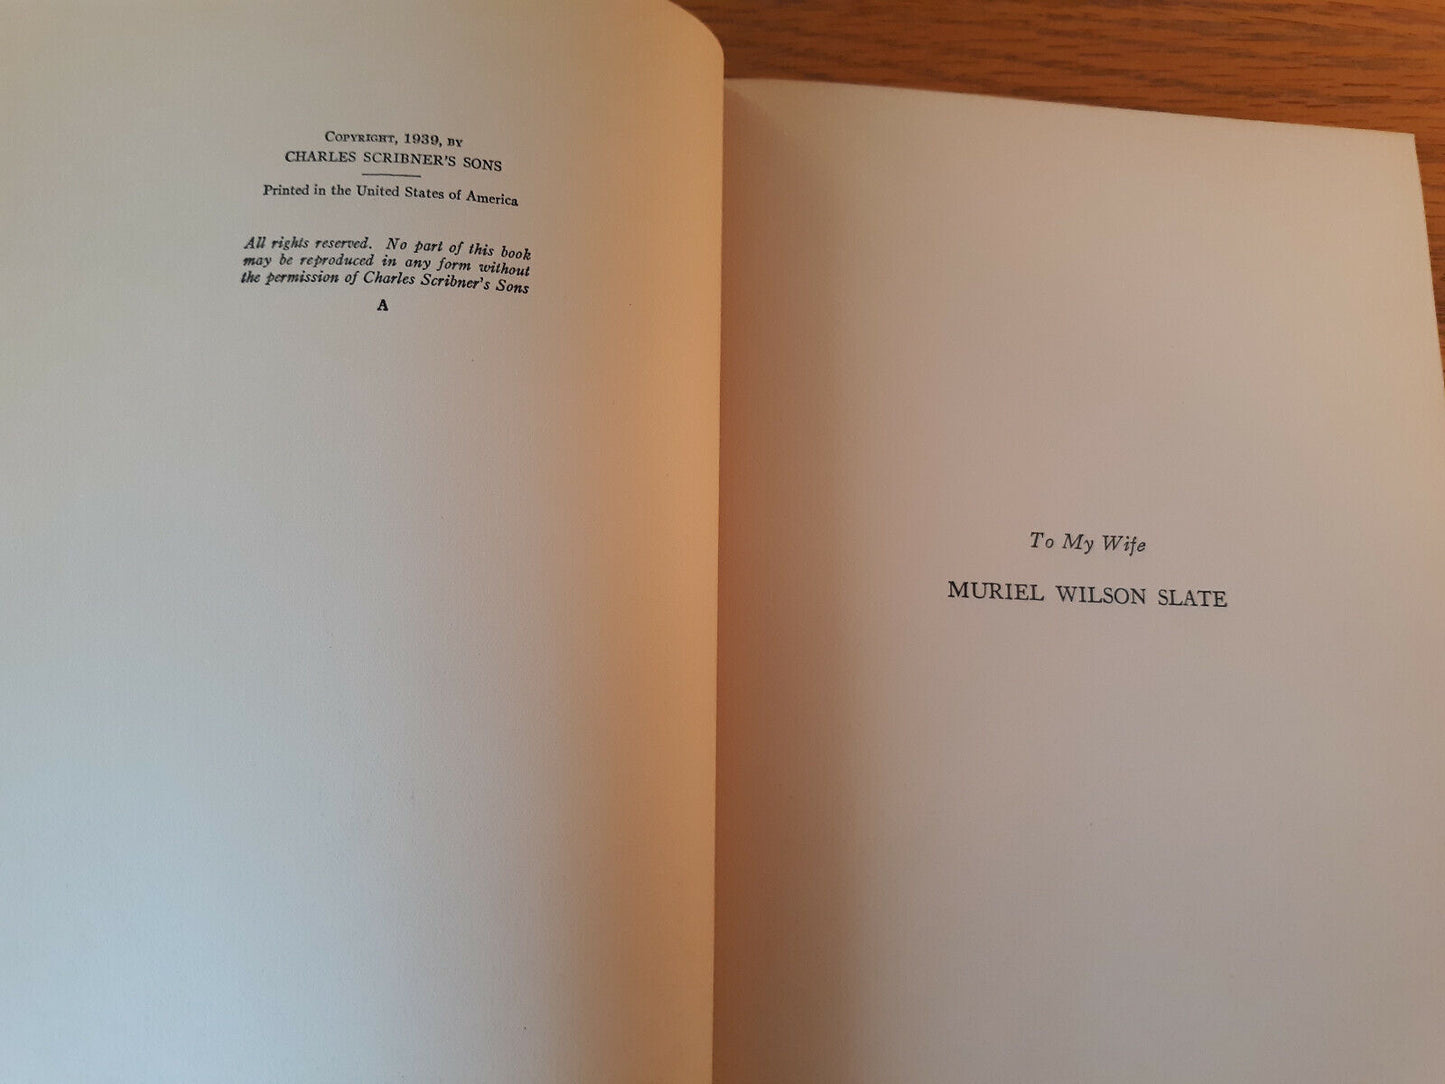 COPYRIGHT, 1939, BY
CHARLES SCRIBNER'S SONS
Printed in the United States of America
All rights reserved. No part of this book
may be reproduced in any form without
the permission of Charles Scribner's Sons
A
To My Wife
MURIEL WILSON SLATE